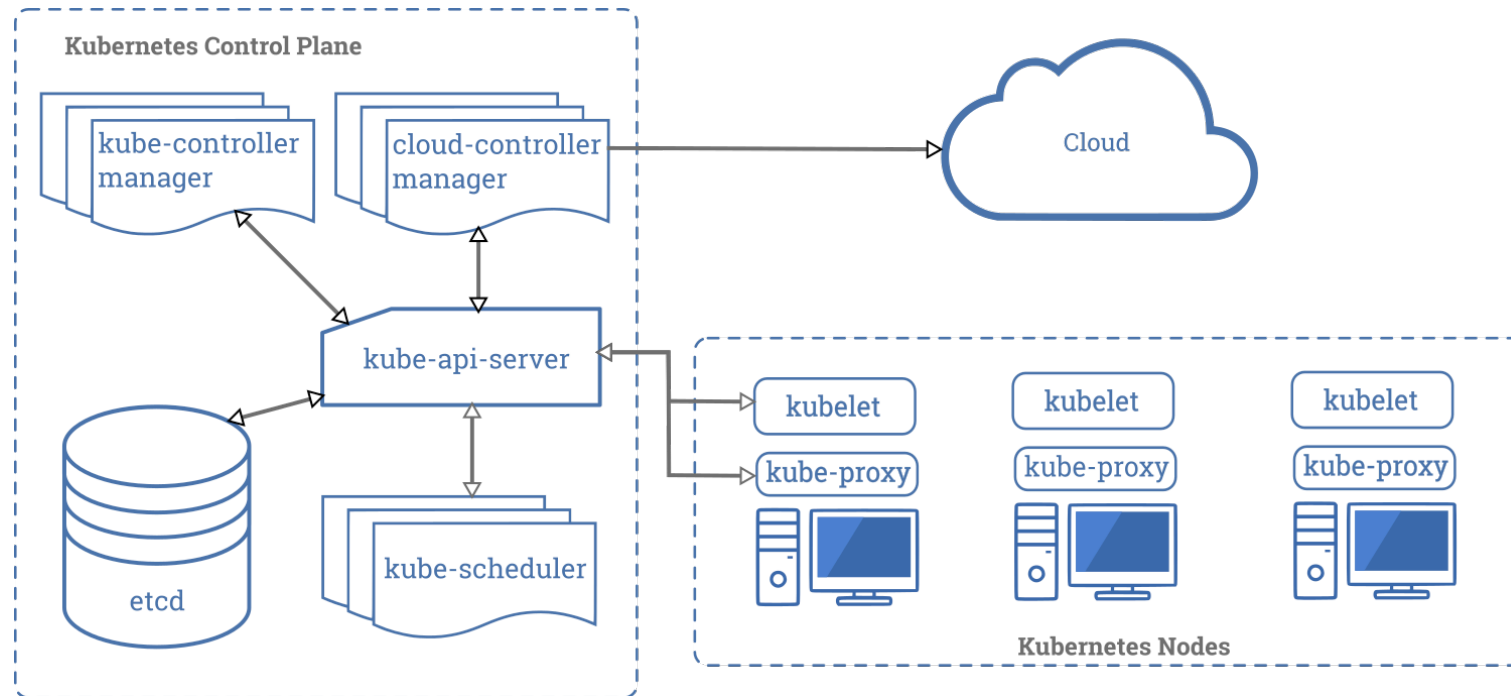 Kubernetes Control Plane
kube-controller
manager
cloud-controller
manager
Cloud
kube-api-server
kubelet
kubelet
kubelet
kube-proxy
kube-proxy
kube-proxy
kube-scheduler
etcd
Kubernetes Nodes